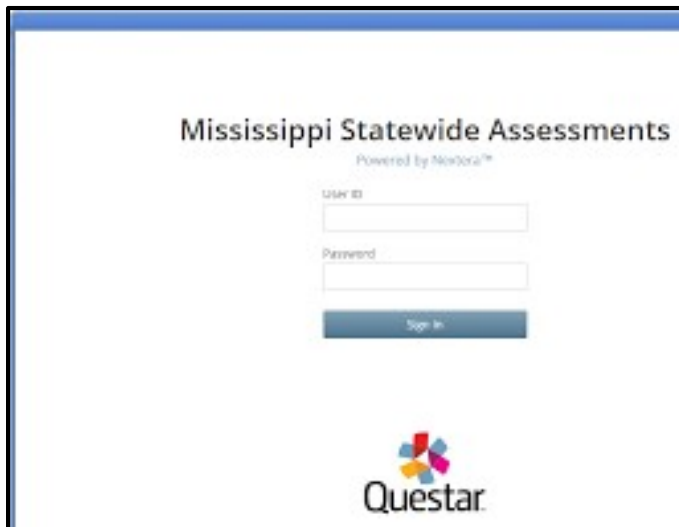 Mississippi Statewide Assessments
Powered by Nextera™
User ID
Password
Sign In
Questar